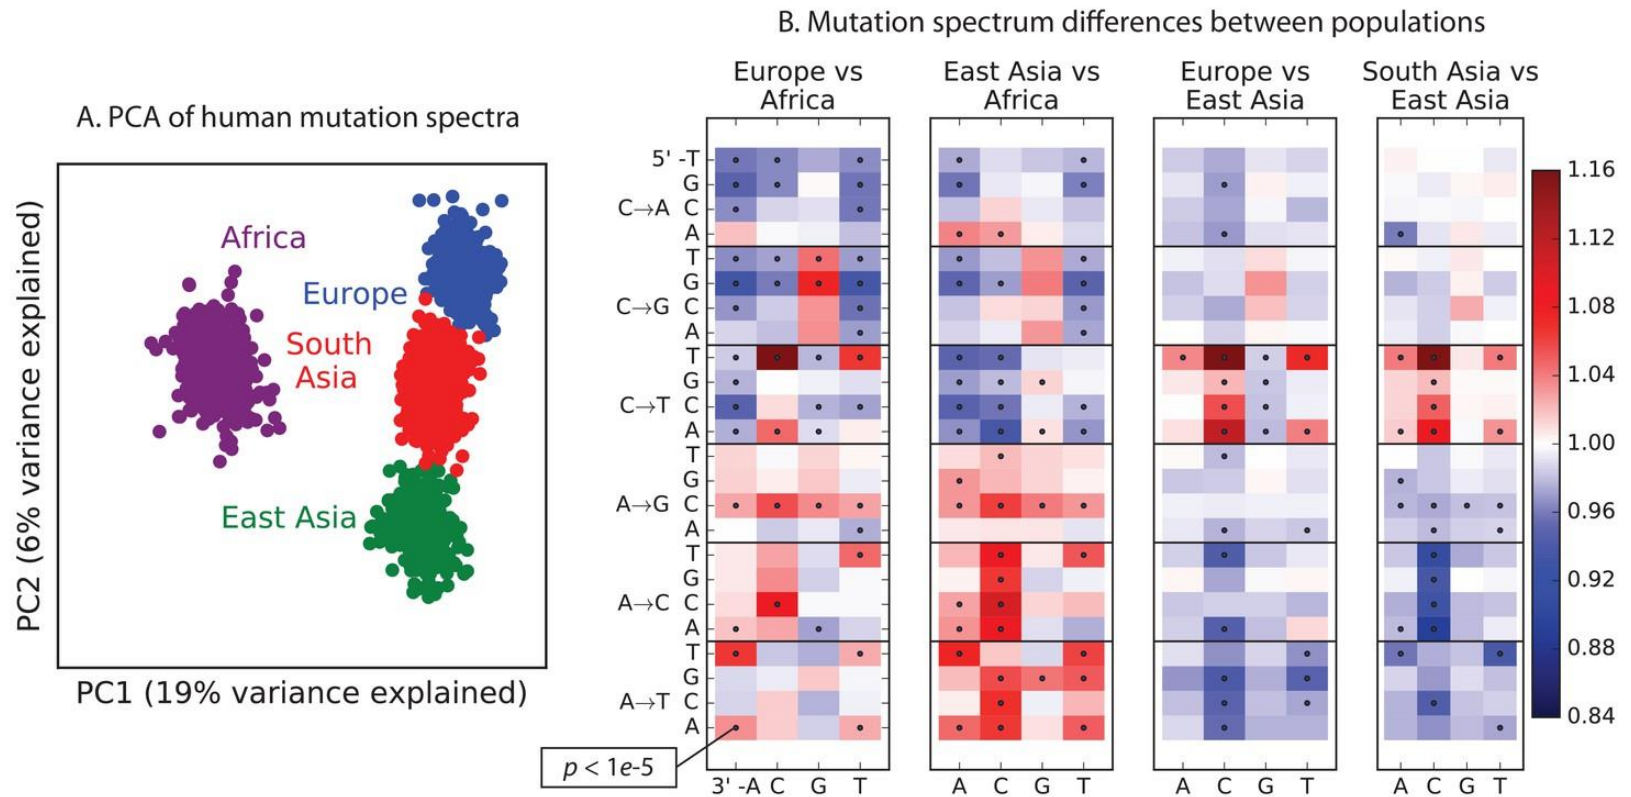 B. Mutation spectrum differences between populations
A. PCA of human mutation spectra
PC2 (6% variance explained)
Africa
Europe
South
Asia
East Asia
PC1 (19% variance explained)
Europe vs
Africa
East Asia vs
Africa
Europe vs
East Asia
South Asia vs
East Asia
5' -T
G
C→A C
A
T
G
C→G C
A
T
G
C→T C
A
T
G
A→G C
A
T
G
A→C C
A
T
G
A→T C
A
p < 1e-5
3' -A C G T
A C G T
A C G T
A C G T
1.16
1.12
1.08
1.04
1.00
0.96
0.92
0.88
0.84